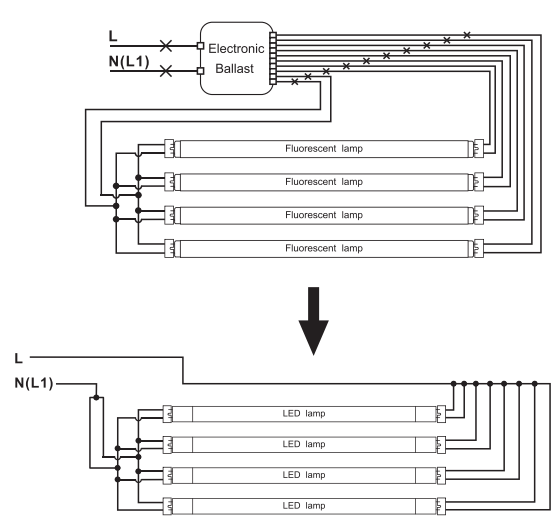 L
N(L1)
Electronic
Ballast
Fluorescent lamp
Fluorescent lamp
Fluorescent lamp
Fluorescent lamp
L
N(L1)
LED lamp
LED lamp
LED lamp
LED lamp